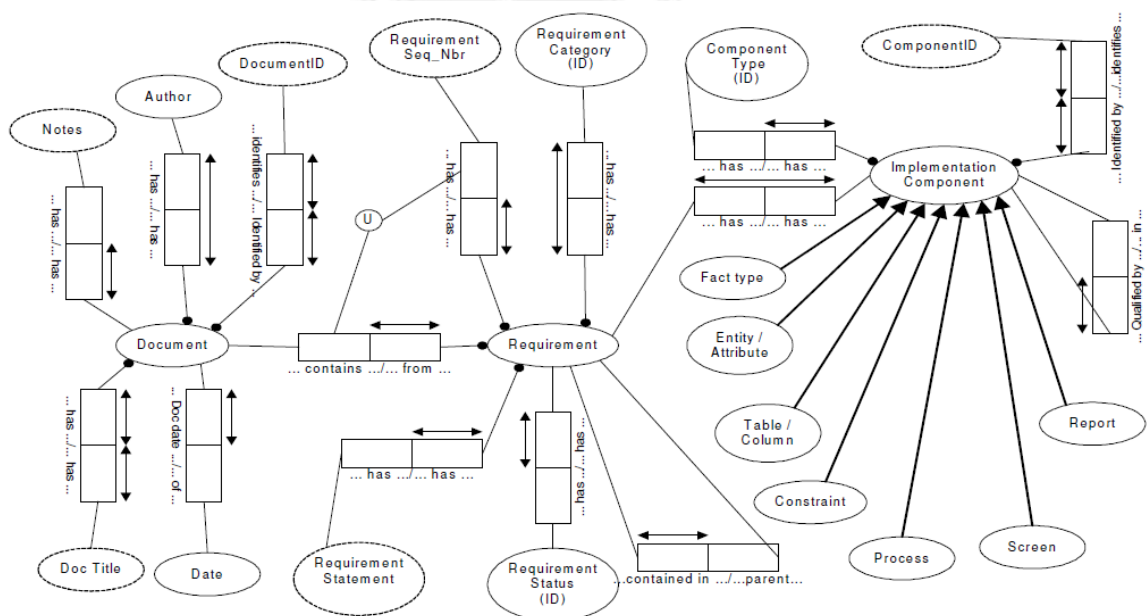 Requirement
Seq_Nbr
Requirement
Category
(ID)
Component
Type
(ID)
ComponentID
DocumentID
Author
Notes
... has .../... has ...
... has .../... has ...
... identifies .../... Identified by ...
U
... has .../... has ...
... has .../... has ...
... has .../... has ...
... has .../... has ...
... Identified by .../...identifies ...
Implementation
Component
... Qualified by .../... in ...
Fact type
Entity /
Attribute
Table /
Column
Constraint
Process
Screen
Report
Document
... contains .../... from ...
Requirement
... has .../... has ...
... Doc date .../... of ...
... has .../... has ...
... has .../... has ...
...contained in .../...parent...
Doc Title
Date
Requirement
Statement
Requirement
Status
(ID)